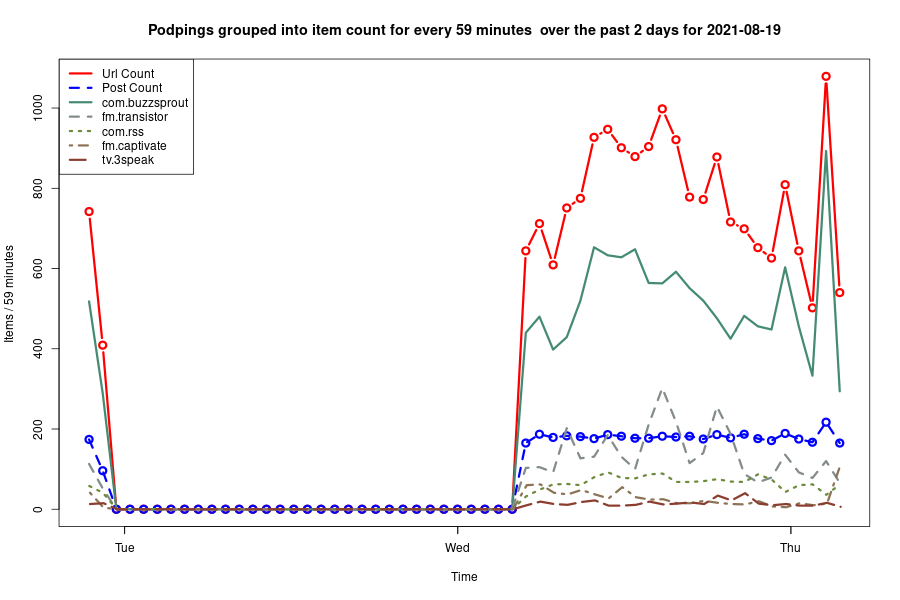 Podpings grouped into item count for every 59 minutes  over the past 2 days for 2021-08-19
Url Count
Post Count
com.buzzsprout
fm.transistor
com.rss
fm.captivate
tv.3speak
1000
800
600
400
200
0
Items / 59 minutes
Tue
Wed
Thu
Time